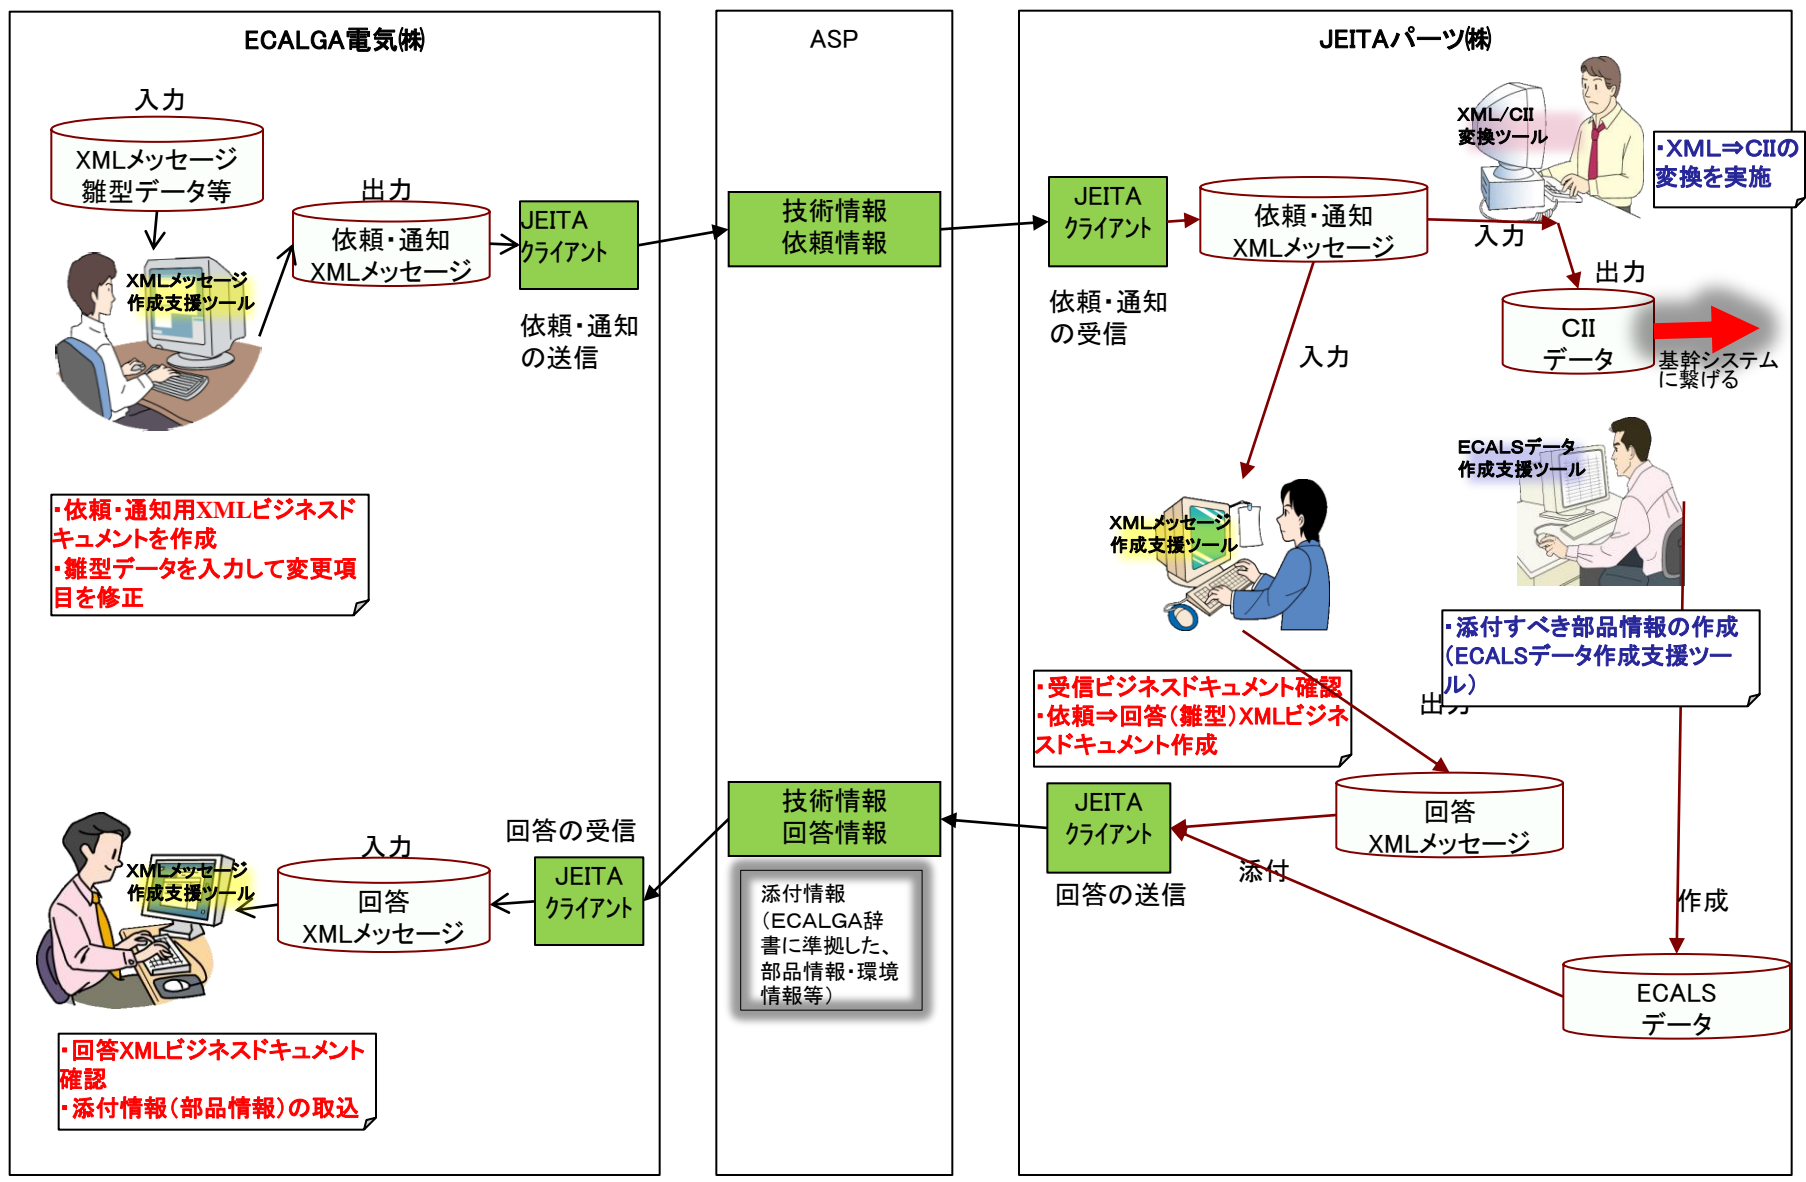 ECALGA電気㈱
入力
XMLメッセージ
雛型データ等
出力
依頼・通知
XMLメッセージ
JEITA
クライアント
XMLメッセージ
作成支援ツール
依頼・通知
の送信
・依頼・通知用XMLビジネスド
キュメントを作成
・雛型データを入力して変更項
目を修正
回答の受信
入力
JEITA
クライアント
回答
XMLメッセージ
XMLメッセージ
作成支援ツール
・回答XMLビジネスドキュメント
確認
・添付情報（部品情報）の取込
ASP
技術情報
依頼情報
技術情報
回答情報
添付情報
（ECALGA辞
書に準拠した、
部品情報・環境
情報等）
JEITAパーツ㈱
XML/CII
変換ツール
・XML⇒CIIの
変換を実施
JEITA
クライアント
依頼・通知
XMLメッセージ
入力
出力
依頼・通知
の受信
CII
データ
基幹システム
に繋げる
入力
ECALSデータ
作成支援ツール
XMLメッセージ
作成支援ツール
・添付すべき部品情報の作成
（ECALSデータ作成支援ツー
ル）
・受信ビジネスドキュメント確認
・依頼⇒回答（雛型）XMLビジネ
スドキュメント作成
出力
JEITA
クライアント
回答
XMLメッセージ
添付
回答の送信
作成
ECALS
データ